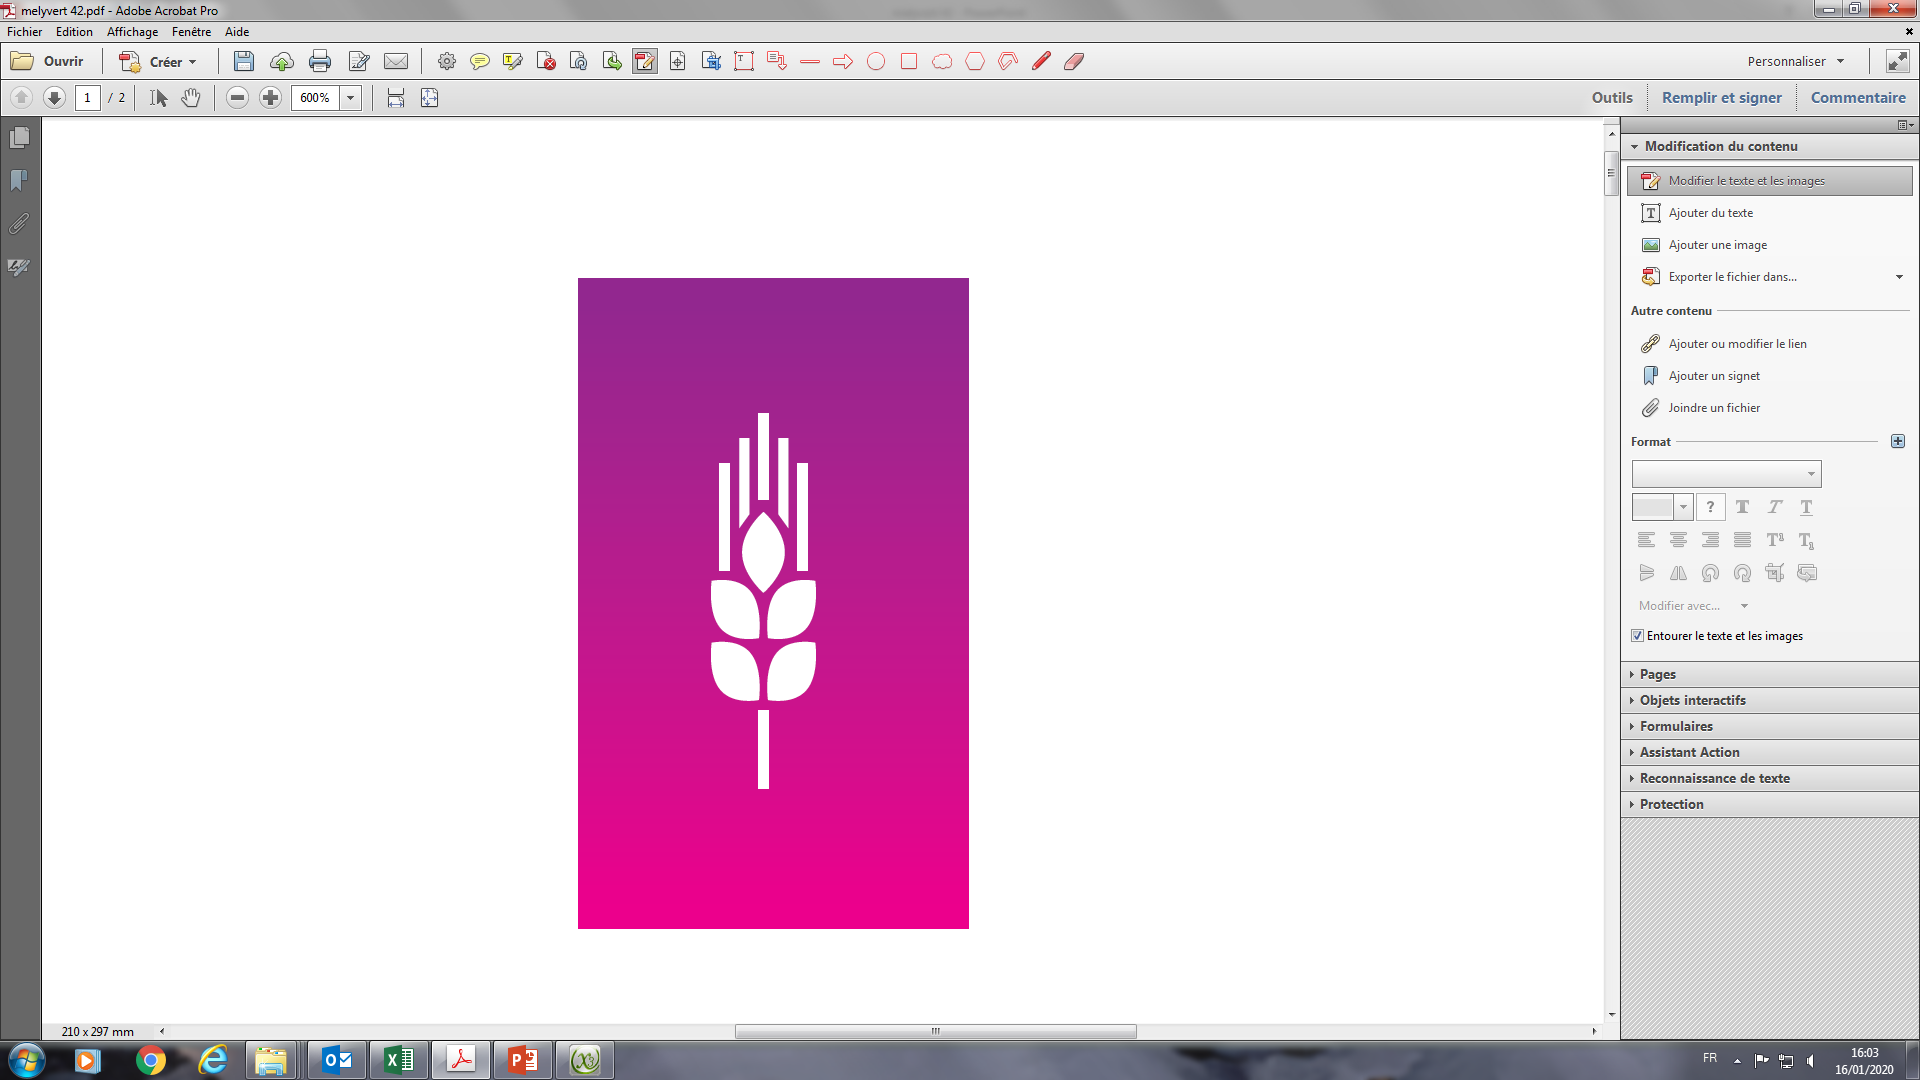 melyvert 42.pdf - Adobe Acrobat Pro
Fichier Edition Affichage Fenêtre Aide
Ouvrir Créer Personnaliser
1 / 2 600% Outils Remplir et signer Commentaire
Modification du contenu
Modifier le texte et les images
Ajouter du texte
Ajouter une image
Exporter le fichier dans...
Autre contenu
Ajouter ou modifier le lien
Ajouter un signet
Joindre un fichier
Format
Modifier avec...
Entourer le texte et les images
Pages
Objets interactifs
Formulaires
Assistant Action
Reconnaissance de texte
Protection
210 x 297 mm
FR 16:03
16/01/2020